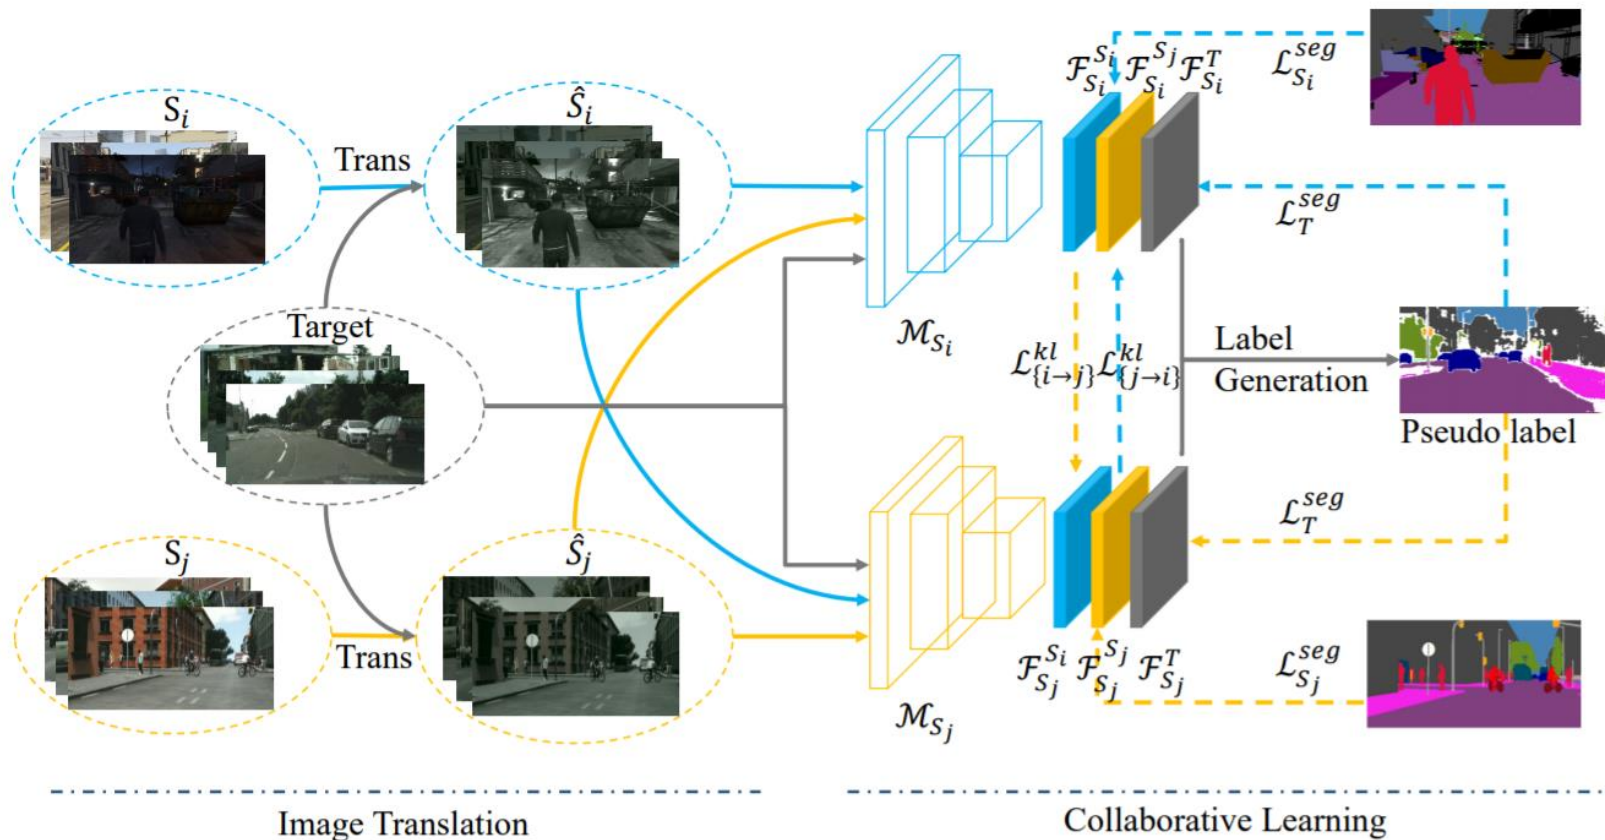 S_i
Ŝ_i
Trans
Target
S_j
Ŝ_j
Trans
Image Translation
ℱ_{S_i}^{S_i} ℱ_{S_i}^{S_j} ℱ_{S_i}^{T}
ℒ_{S_i}^{seg}
ℒ_T^{seg}
ℳ_{S_i}
ℒ_{\{i→j\}}^{kl} ℒ_{\{j→i\}}^{kl}
Label
Generation
Pseudo label
ℒ_T^{seg}
ℱ_{S_j}^{S_i} ℱ_{S_j}^{S_j} ℱ_{S_j}^{T}
ℒ_{S_j}^{seg}
ℳ_{S_j}
Collaborative Learning